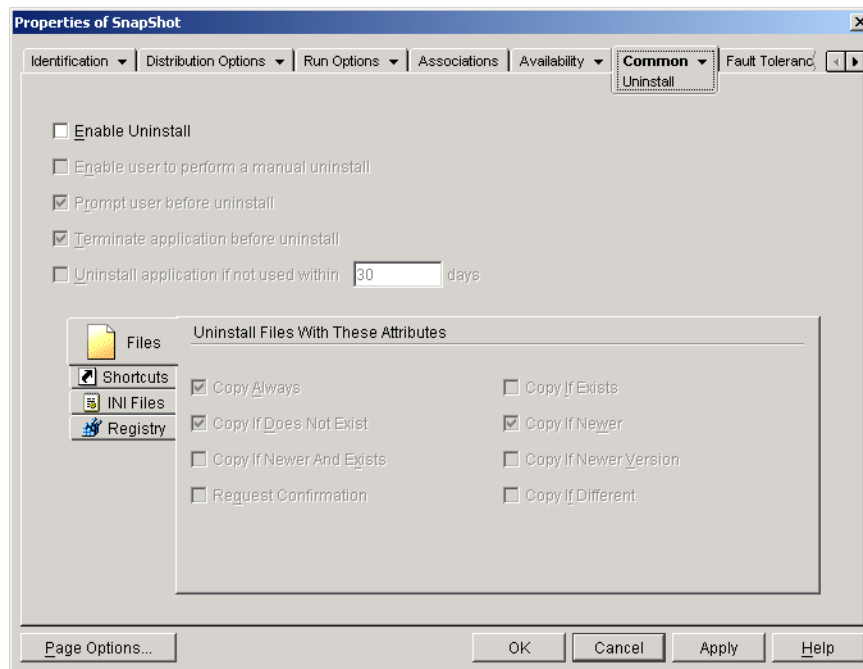 Properties of SnapShot
Identification Distribution Options Run Options Associations Availability Common Fault Toleranc
Uninstall
Enable Uninstall
Enable user to perform a manual uninstall
Prompt user before uninstall
Terminate application before uninstall
Uninstall application if not used within 30 days
Files
Shortcuts
INI Files
Registry
Uninstall Files With These Attributes
Copy Always Copy If Exists
Copy If Does Not Exist Copy If Newer
Copy If Newer And Exists Copy If Newer Version
Request Confirmation Copy If Different
Page Options... OK Cancel Apply Help